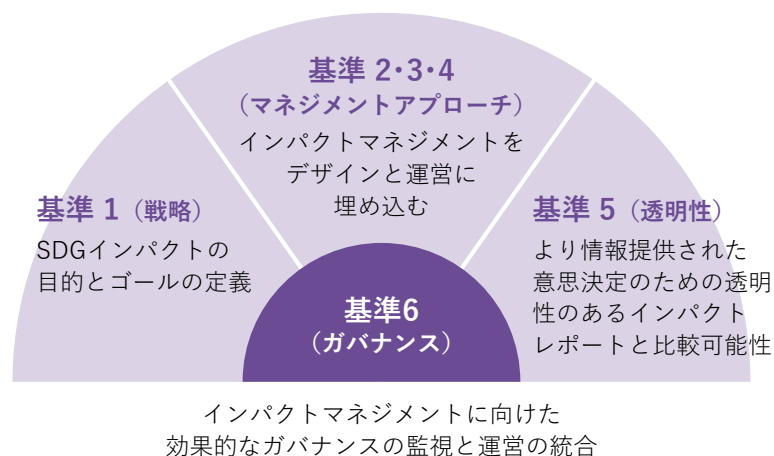 基準 2・3・4
（マネジメントアプローチ）
インパクトマネジメントを
デザインと運営に
埋め込む
基準 1（戦略）
SDGインパクトの
目的とゴールの定義
基準 5（透明性）
より情報提供された
意思決定のための透明
性のあるインパクト
レポートと比較可能性
基準6
（ガバナンス）
インパクトマネジメントに向けた
効果的なガバナンスの監視と運営の統合